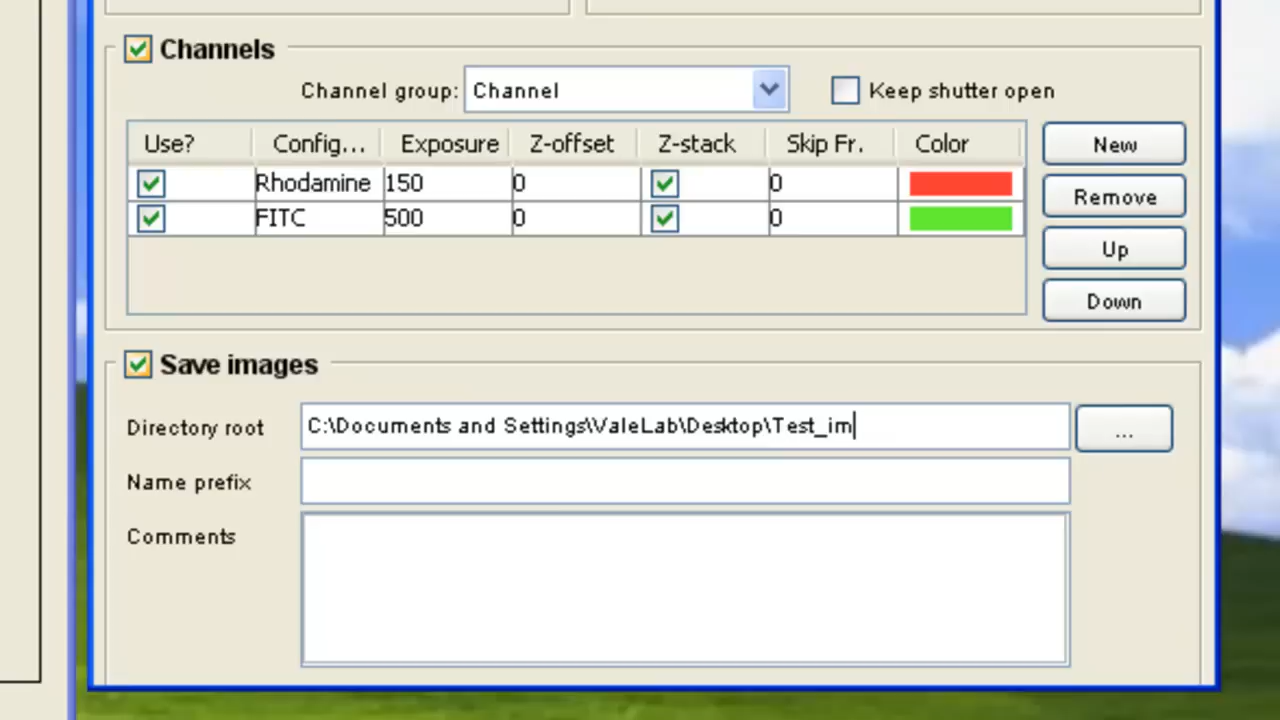 Channels
Channel group: Channel Keep shutter open
Use? Config... Exposure Z-offset Z-stack Skip Fr. Color
Rhodamine 150 0 0
FITC 500 0 0
New
Remove
Up
Down
Save images
Directory root C:\Documents and Settings\ValeLab\Desktop\Test_im ...
Name prefix
Comments